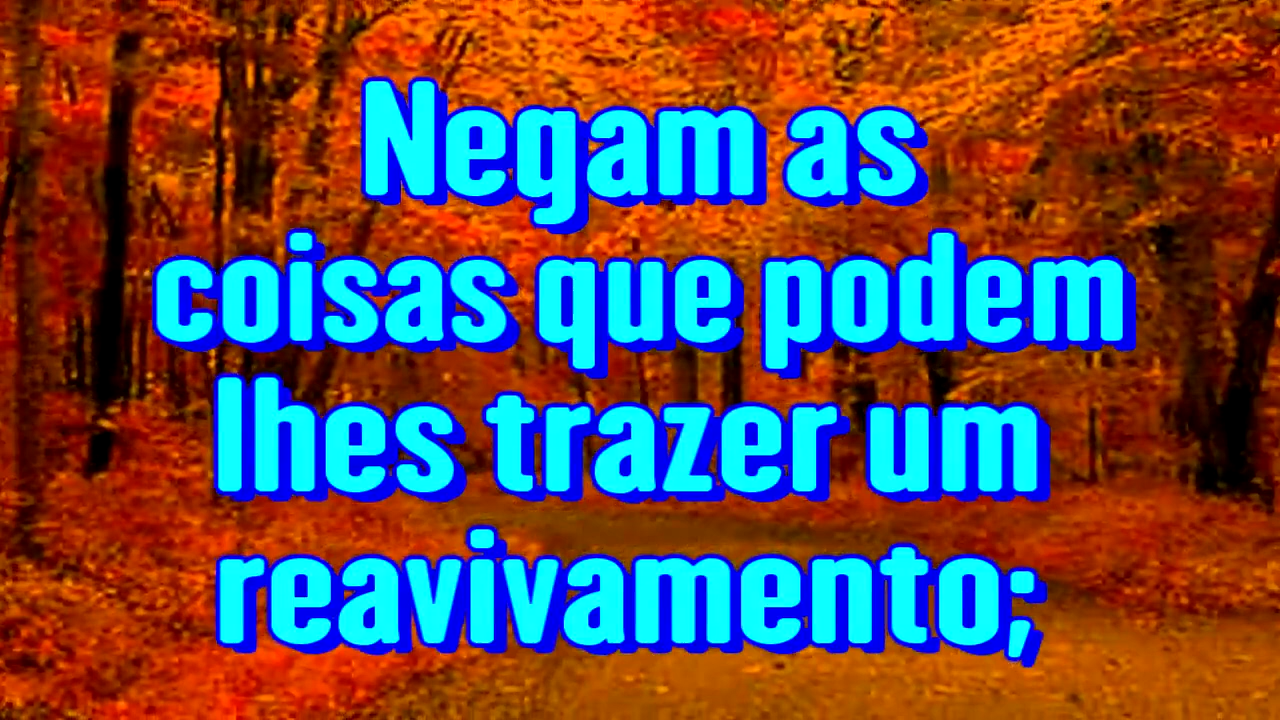 Negam as
coisas que podem
lhes trazer um
reavivamento;